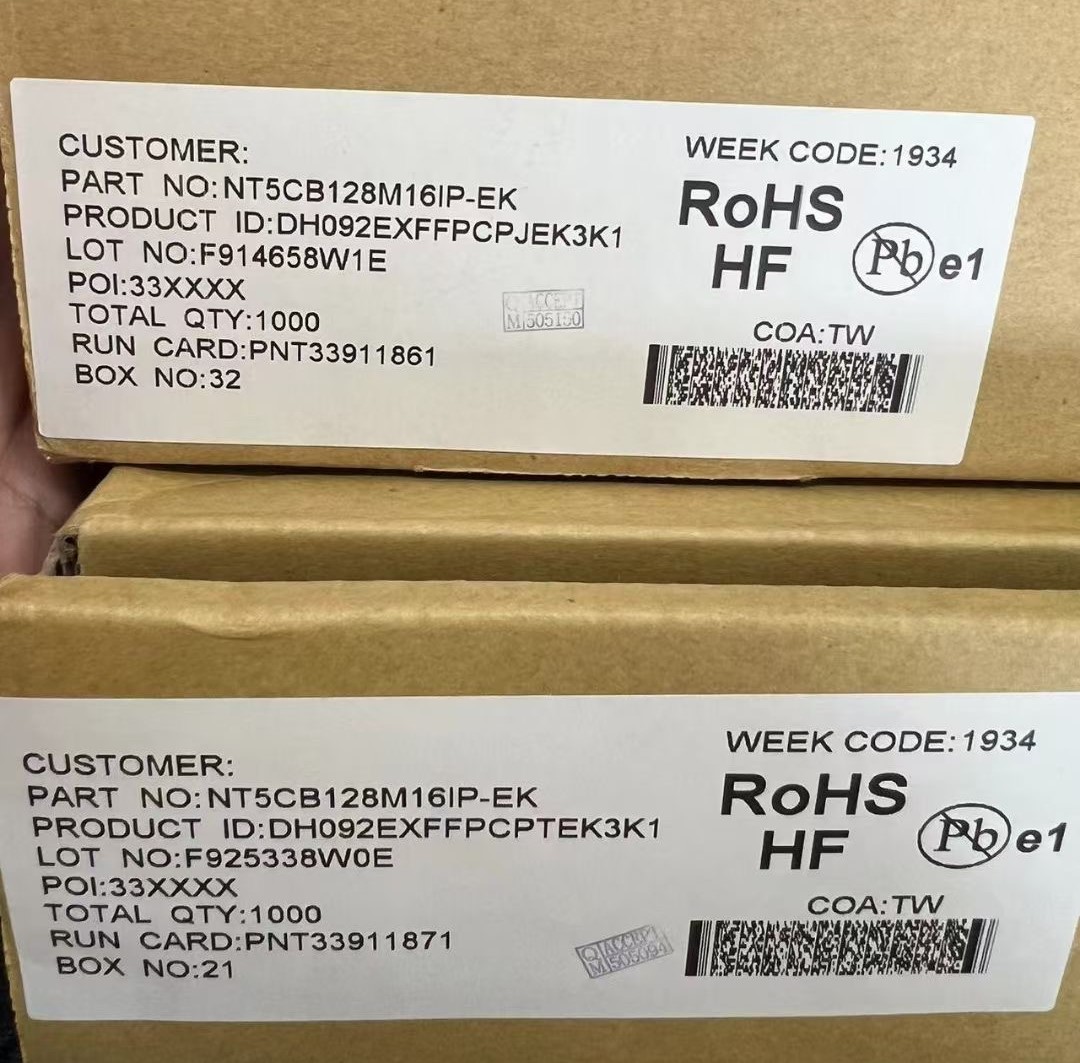 CUSTOMER:
PART NO:NT5CB128M16IP-EK
PRODUCT ID:DH092EXFFPCPJEK3K1
LOT NO:F914658W1E
POI:33XXXX
TOTAL QTY:1000
RUN CARD:PNT33911861
BOX NO:32
WEEK CODE:1934
RoHS
HF
Pb e1
COA:TW
ACCEPT
M 505150
CUSTOMER:
PART NO:NT5CB128M16IP-EK
PRODUCT ID:DH092EXFFPCPTEK3K1
LOT NO:F925338W0E
POI:33XXXX
TOTAL QTY:1000
RUN CARD:PNT33911871
BOX NO:21
WEEK CODE:1934
RoHS
HF
Pb e1
COA:TW
ACCEPT
M 505094